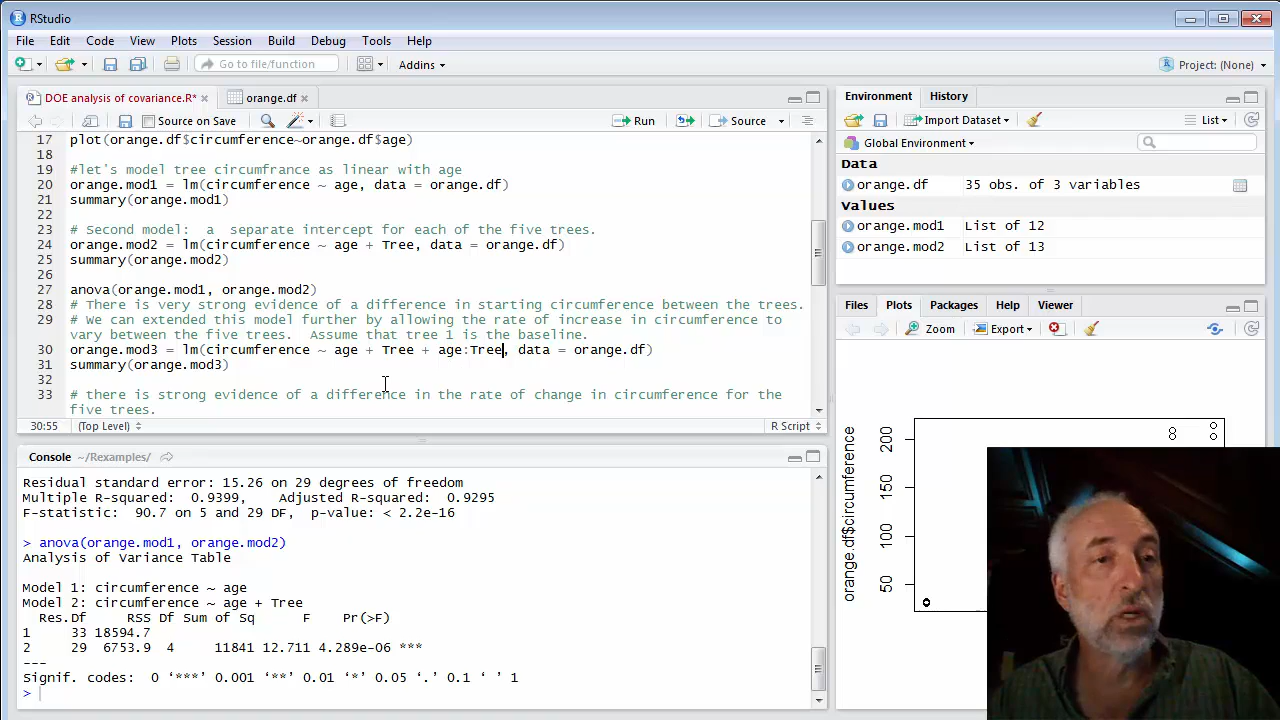 RStudio
File Edit Code View Plots Session Build Debug Tools Help
Go to file/function Addins Project: (None)
DOE analysis of covariance.R* orange.df
Source on Save Run Source
17 plot(orange.df$circumference~orange.df$age)
18
19 #let's model tree circumfrance as linear with age
20 orange.mod1 = lm(circumference ~ age, data = orange.df)
21 summary(orange.mod1)
22
23 # Second model:  a  separate intercept for each of the five trees.
24 orange.mod2 = lm(circumference ~ age + Tree, data = orange.df)
25 summary(orange.mod2)
26
27 anova(orange.mod1, orange.mod2)
28 # There is very strong evidence of a difference in starting circumference between the trees.
29 # We can extended this model further by allowing the rate of increase in circumference to
vary between the five trees.  Assume that tree 1 is the baseline.
30 orange.mod3 = lm(circumference ~ age + Tree + age:Tree, data = orange.df)
31 summary(orange.mod3)
32
33 # there is strong evidence of a difference in the rate of change in circumference for the
five trees.
30:55 (Top Level) R Script
Console ~/Rexamples/
Residual standard error: 15.26 on 29 degrees of freedom
Multiple R-squared:  0.9399,    Adjusted R-squared:  0.9295
F-statistic:  90.7 on 5 and 29 DF,  p-value: < 2.2e-16
> anova(orange.mod1, orange.mod2)
Analysis of Variance Table
Model 1: circumference ~ age
Model 2: circumference ~ age + Tree
Res.Df     RSS Df Sum of Sq      F    Pr(>F)
1     33 18594.7
2     29  6753.9  4     11841 12.711 4.289e-06 ***
---
Signif. codes:  0 ‘***’ 0.001 ‘**’ 0.01 ‘*’ 0.05 ‘.’ 0.1 ‘ ’ 1
>
Environment History
Import Dataset List
Global Environment
Data
orange.df 35 obs. of 3 variables
Values
orange.mod1 List of 12
orange.mod2 List of 13
Files Plots Packages Help Viewer
Zoom Export
orange.df$circumference
200
150
100
50